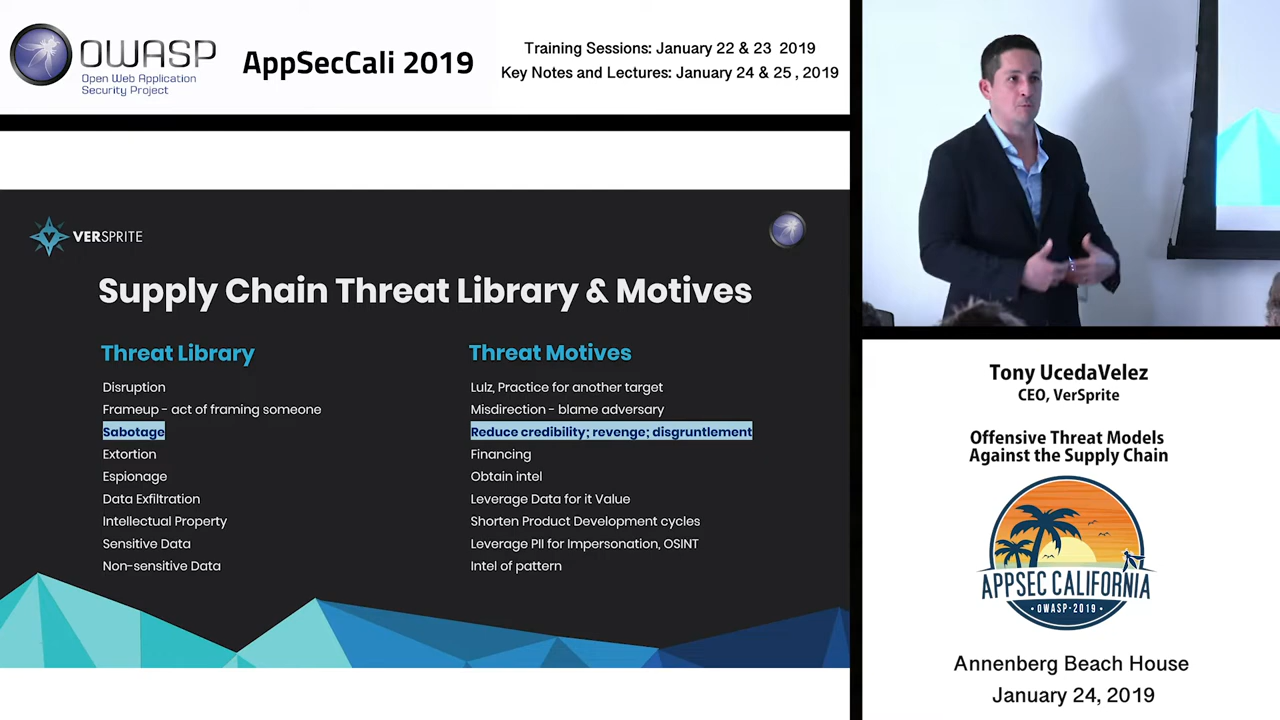 OWASP
Open Web Application
Security Project
AppSecCali 2019
Training Sessions: January 22 & 23 2019
Key Notes and Lectures: January 24 & 25 , 2019
VERSPRITE
Supply Chain Threat Library & Motives
Threat Library
Disruption
Frameup - act of framing someone
Sabotage
Extortion
Espionage
Data Exfiltration
Intellectual Property
Sensitive Data
Non-sensitive Data
Threat Motives
Lulz, Practice for another target
Misdirection - blame adversary
Reduce credibility; revenge; disgruntlement
Financing
Obtain intel
Leverage Data for it Value
Shorten Product Development cycles
Leverage PII for Impersonation, OSINT
Intel of pattern
Tony UcedaVelez
CEO, VerSprite
Offensive Threat Models
Against the Supply Chain
APPSEC CALIFORNIA
OWASP-2019
Annenberg Beach House
January 24, 2019